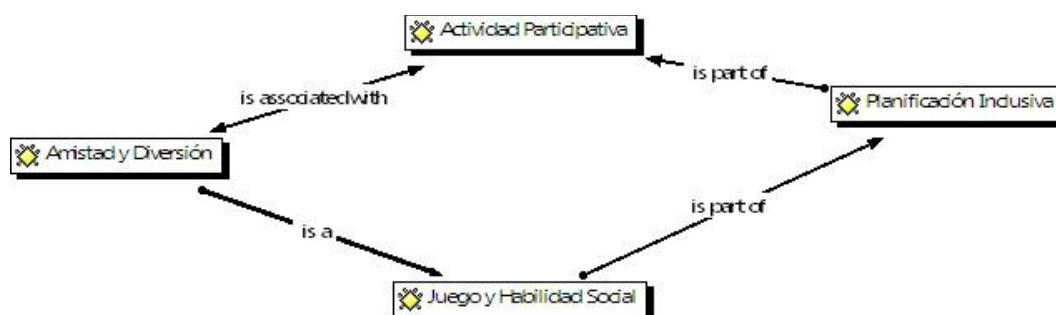 Actividad Participativa
is part of
is associated with
Planificación Inclusiva
Amistad y Diversión
is part of
is a
Juego y Habilidad Social